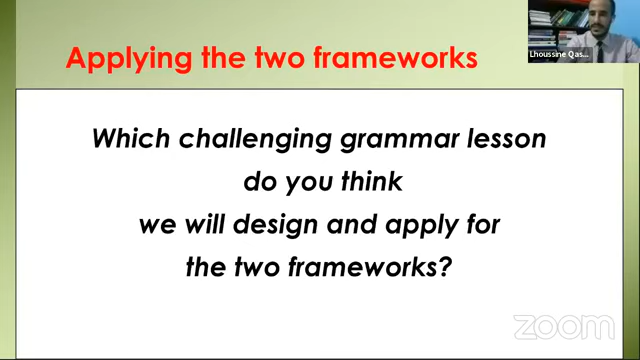 Applying the two frameworks
Lhoussine Qas...
Which challenging grammar lesson
do you think
we will design and apply for
the two frameworks?
zoom